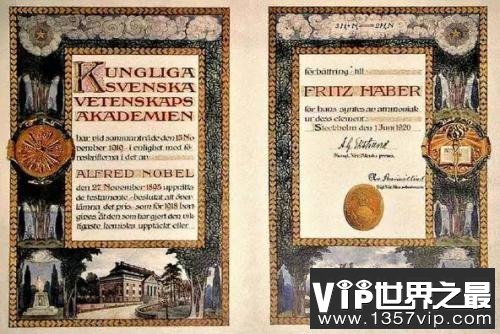 KUNGLIGA
SVENSKA
VETENSKAPS
AKADEMIEN
har vid sammanträde den 13 No-
vember 1919, i enlighet med före-
skrifterna i det av
ALFRED NOBEL
den 27. November 1895 upprätta-
de testamente, beslutat att över-
lämna det pris, som för 1918 bort-
gives åt den som har gjort den vik-
tigaste kemiska upptäckt eller
förbättring till
FRITZ HABER
för hans syntes av ammoniak
ur dess element.
Stockholm den 1 Juni 1920
VIP世界之最
www.1357vip.com